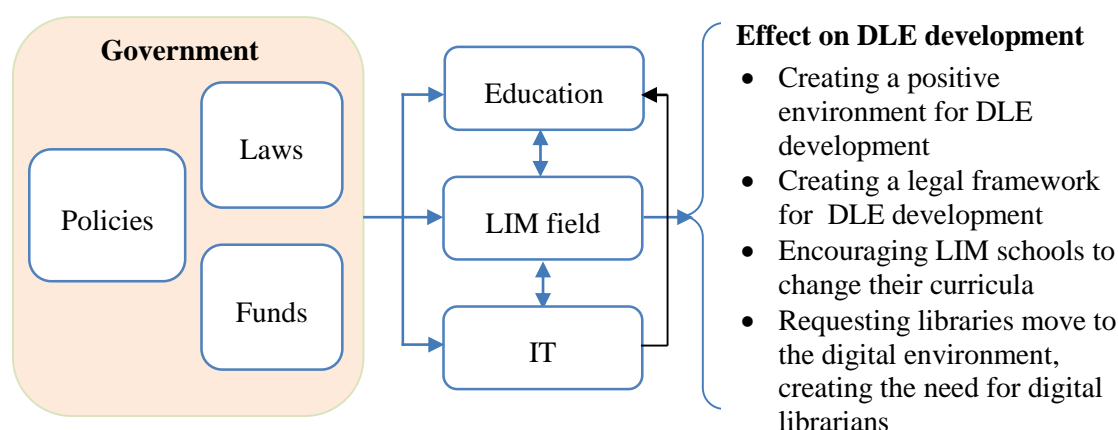 Government
Laws
Policies
Funds
Education
LIM field
IT
Effect on DLE development
• Creating a positive
environment for DLE
development
• Creating a legal framework
for DLE development
• Encouraging LIM schools to
change their curricula
• Requesting libraries move to
the digital environment,
creating the need for digital
librarians